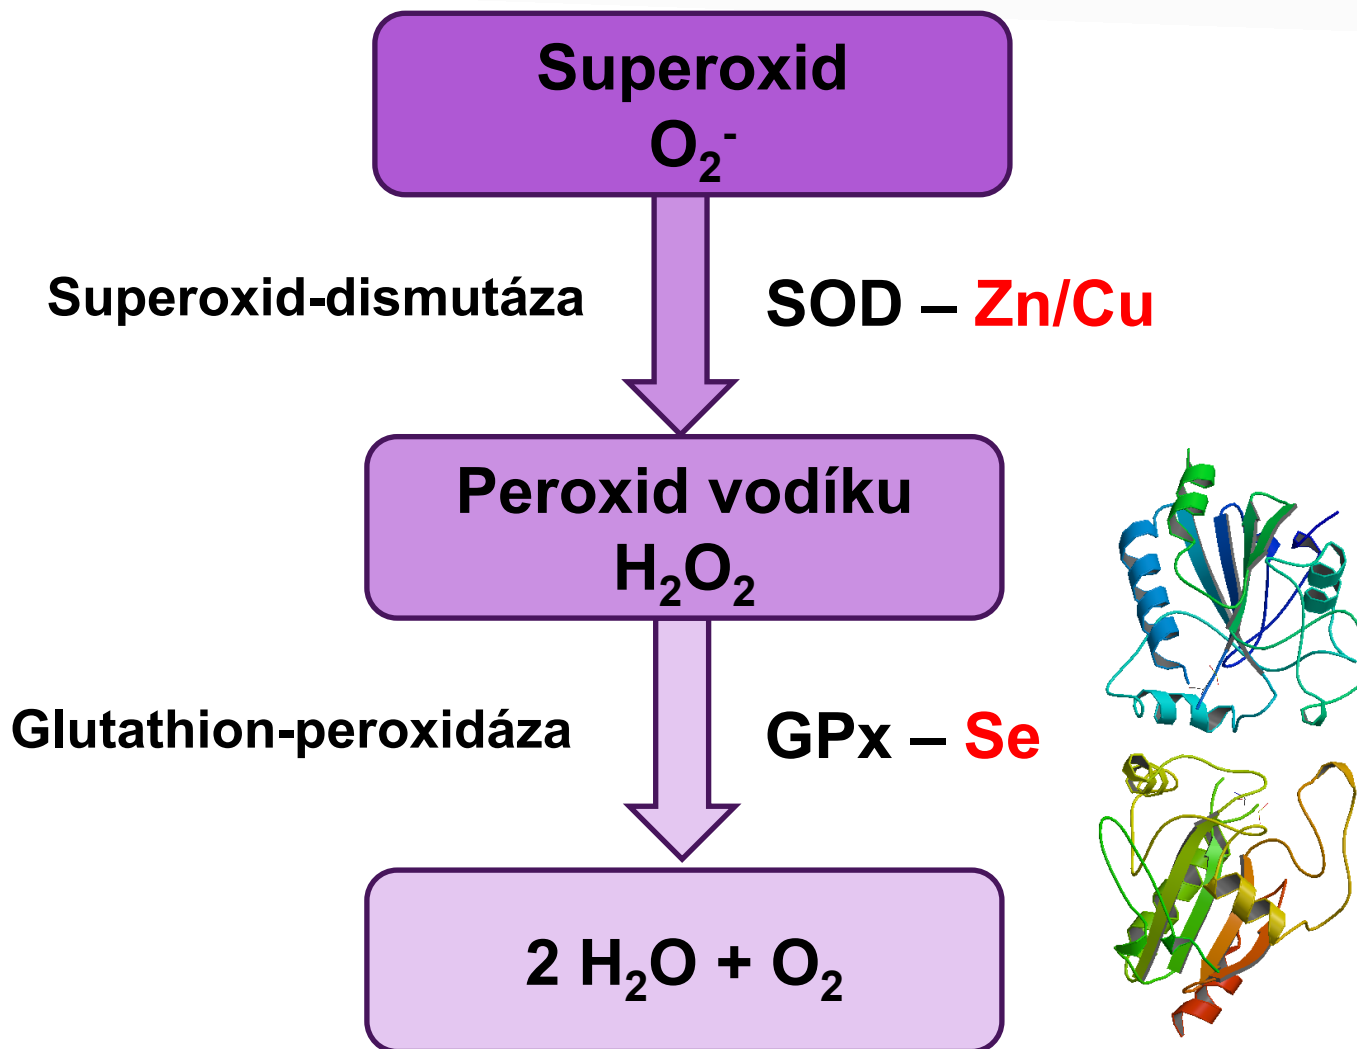 Superoxid
O₂⁻
Superoxid-dismutáza
SOD – Zn/Cu
Peroxid vodíku
H₂O₂
Glutathion-peroxidáza
GPx – Se
2 H₂O + O₂